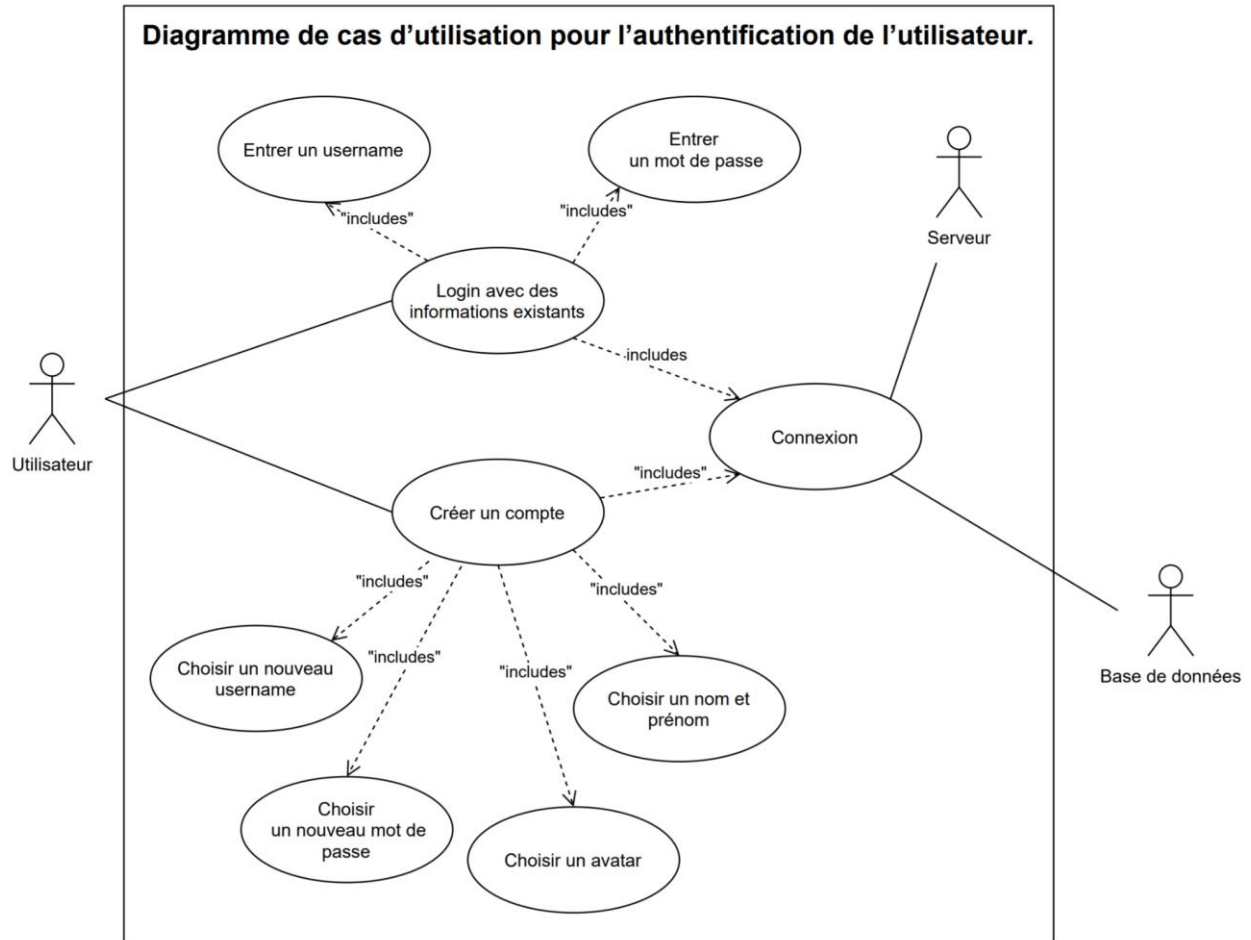 Diagramme de cas d’utilisation pour l’authentification de l’utilisateur.
Entrer un username
Entrer
un mot de passe
"includes"
"includes"
Serveur
Login avec des
informations existants
includes
Utilisateur
Connexion
"includes"
Créer un compte
"includes"
"includes"
"includes"
"includes"
Choisir un nouveau
username
Choisir un nom et
prénom
Base de données
Choisir
un nouveau mot de
passe
Choisir un avatar